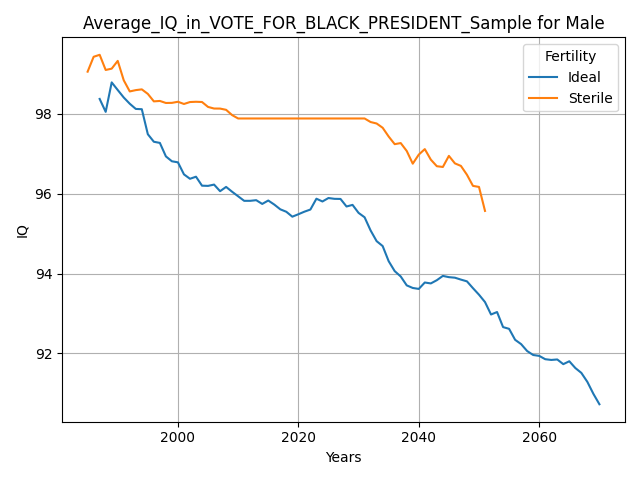 Average_IQ_in_VOTE_FOR_BLACK_PRESIDENT_Sample for Male
Fertility
Ideal
Sterile
98
96
94
92
IQ
2000
2020
2040
2060
Years